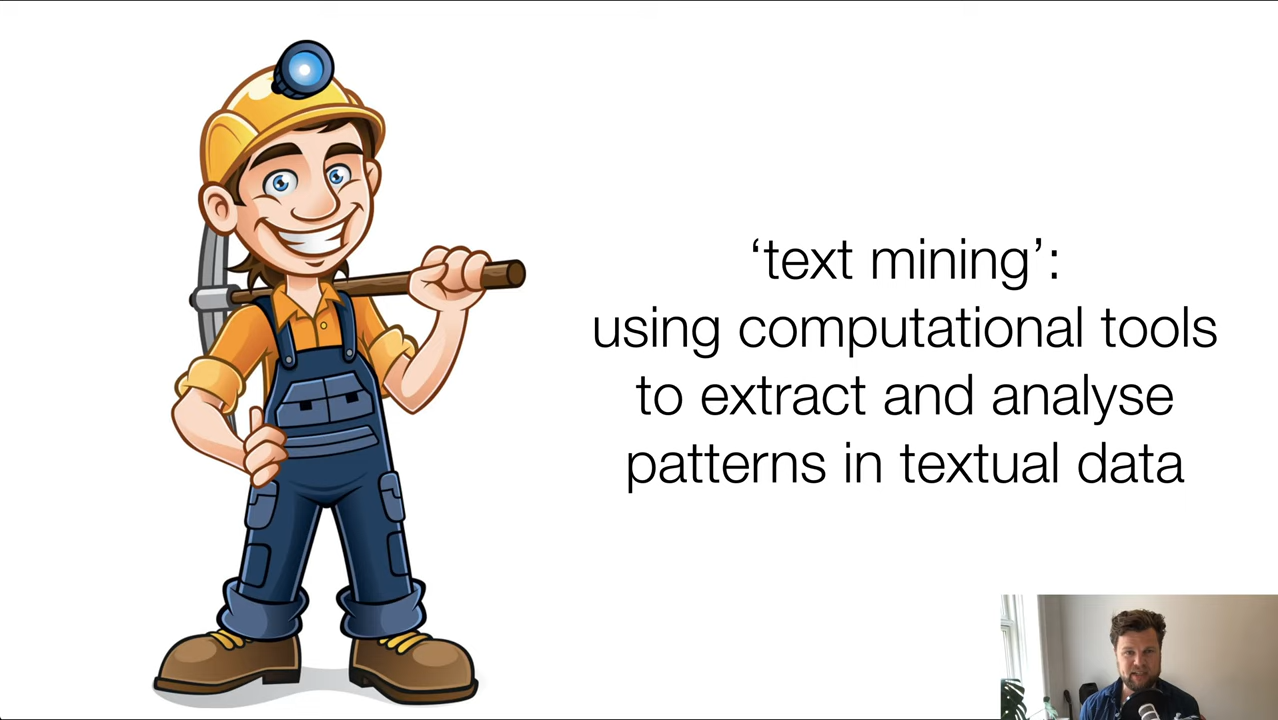 ‘text mining’:
using computational tools
to extract and analyse
patterns in textual data